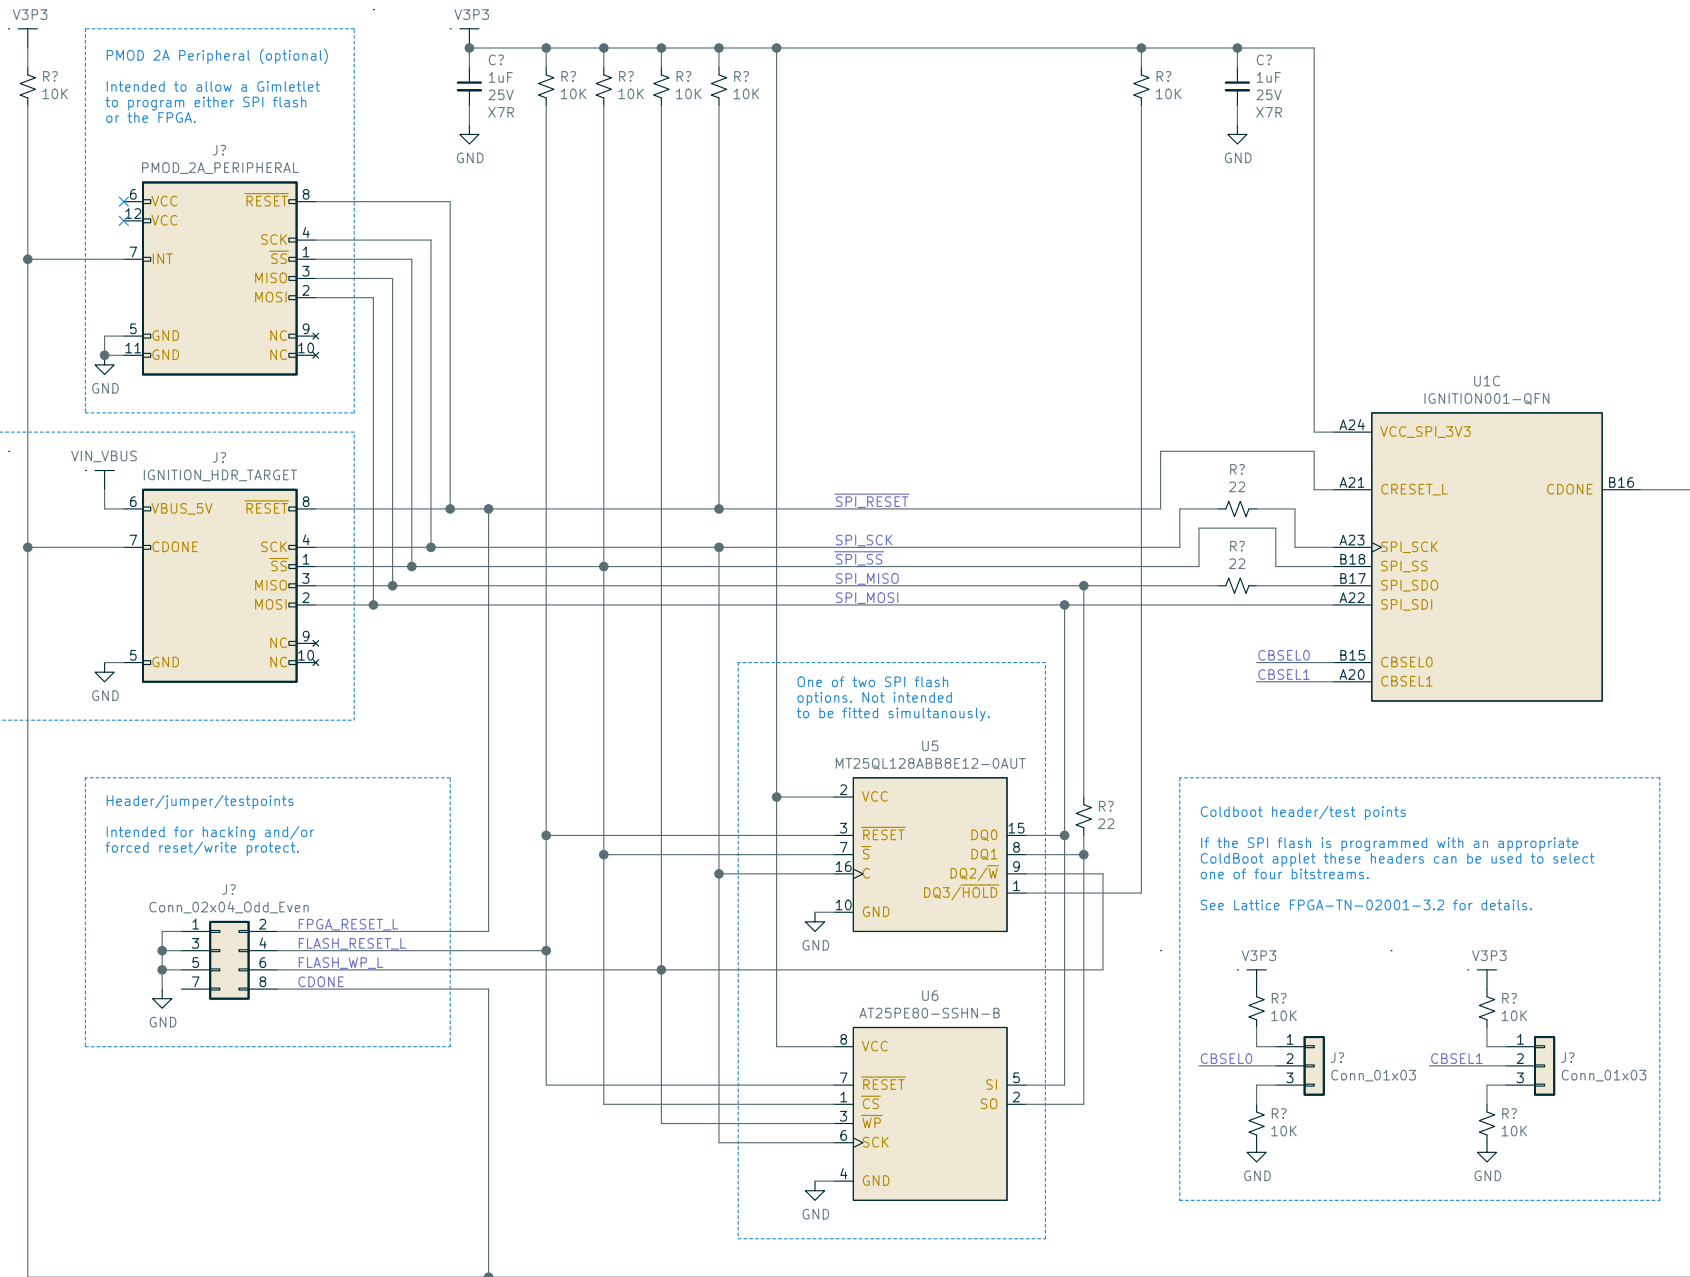 V3P3
R?
10K
PMOD 2A Peripheral (optional)
Intended to allow a Gimletlet
to program either SPI flash
or the FPGA.
J?
PMOD_2A_PERIPHERAL
6 VCC
12 VCC
7 INT
5 GND
11 GND
RESET 8
SCK 4
SS 1
MISO 3
MOSI 2
NC 9
NC 10
GND
VIN_VBUS
J?
IGNITION_HDR_TARGET
6 VBUS_5V
7 CDONE
5 GND
RESET 8
SCK 4
SS 1
MISO 3
MOSI 2
NC 9
NC 10
GND
Header/jumper/testpoints
Intended for hacking and/or
forced reset/write protect.
J?
Conn_02x04_Odd_Even
1 2 FPGA_RESET_L
3 4 FLASH_RESET_L
5 6 FLASH_WP_L
7 8 CDONE
GND
V3P3
C?
1uF
25V
X7R
GND
R?
10K
R?
10K
R?
10K
R?
10K
R?
10K
C?
1uF
25V
X7R
GND
SPI_RESET
SPI_SCK
SPI_SS
SPI_MISO
SPI_MOSI
R?
22
R?
22
U1C
IGNITION001-QFN
A24 VCC_SPI_3V3
A21 CRESET_L
CDONE B16
A23 SPI_SCK
B18 SPI_SS
B17 SPI_SDO
A22 SPI_SDI
CBSEL0 B15 CBSEL0
CBSEL1 A20 CBSEL1
One of two SPI flash
options. Not intended
to be fitted simultanously.
U5
MT25QL128ABB8E12-0AUT
2 VCC
3 RESET
7 S
16 C
10 GND
DQ0 15
DQ1 8
DQ2/W 9
DQ3/HOLD 1
GND
R?
22
U6
AT25PE80-SSHN-B
8 VCC
7 RESET
1 CS
3 WP
6 SCK
4 GND
SI 5
SO 2
GND
Coldboot header/test points
If the SPI flash is programmed with an appropriate
ColdBoot applet these headers can be used to select
one of four bitstreams.
See Lattice FPGA-TN-02001-3.2 for details.
V3P3
R?
10K
1
CBSEL0 2
3
J?
Conn_01x03
R?
10K
GND
V3P3
R?
10K
1
CBSEL1 2
3
J?
Conn_01x03
R?
10K
GND